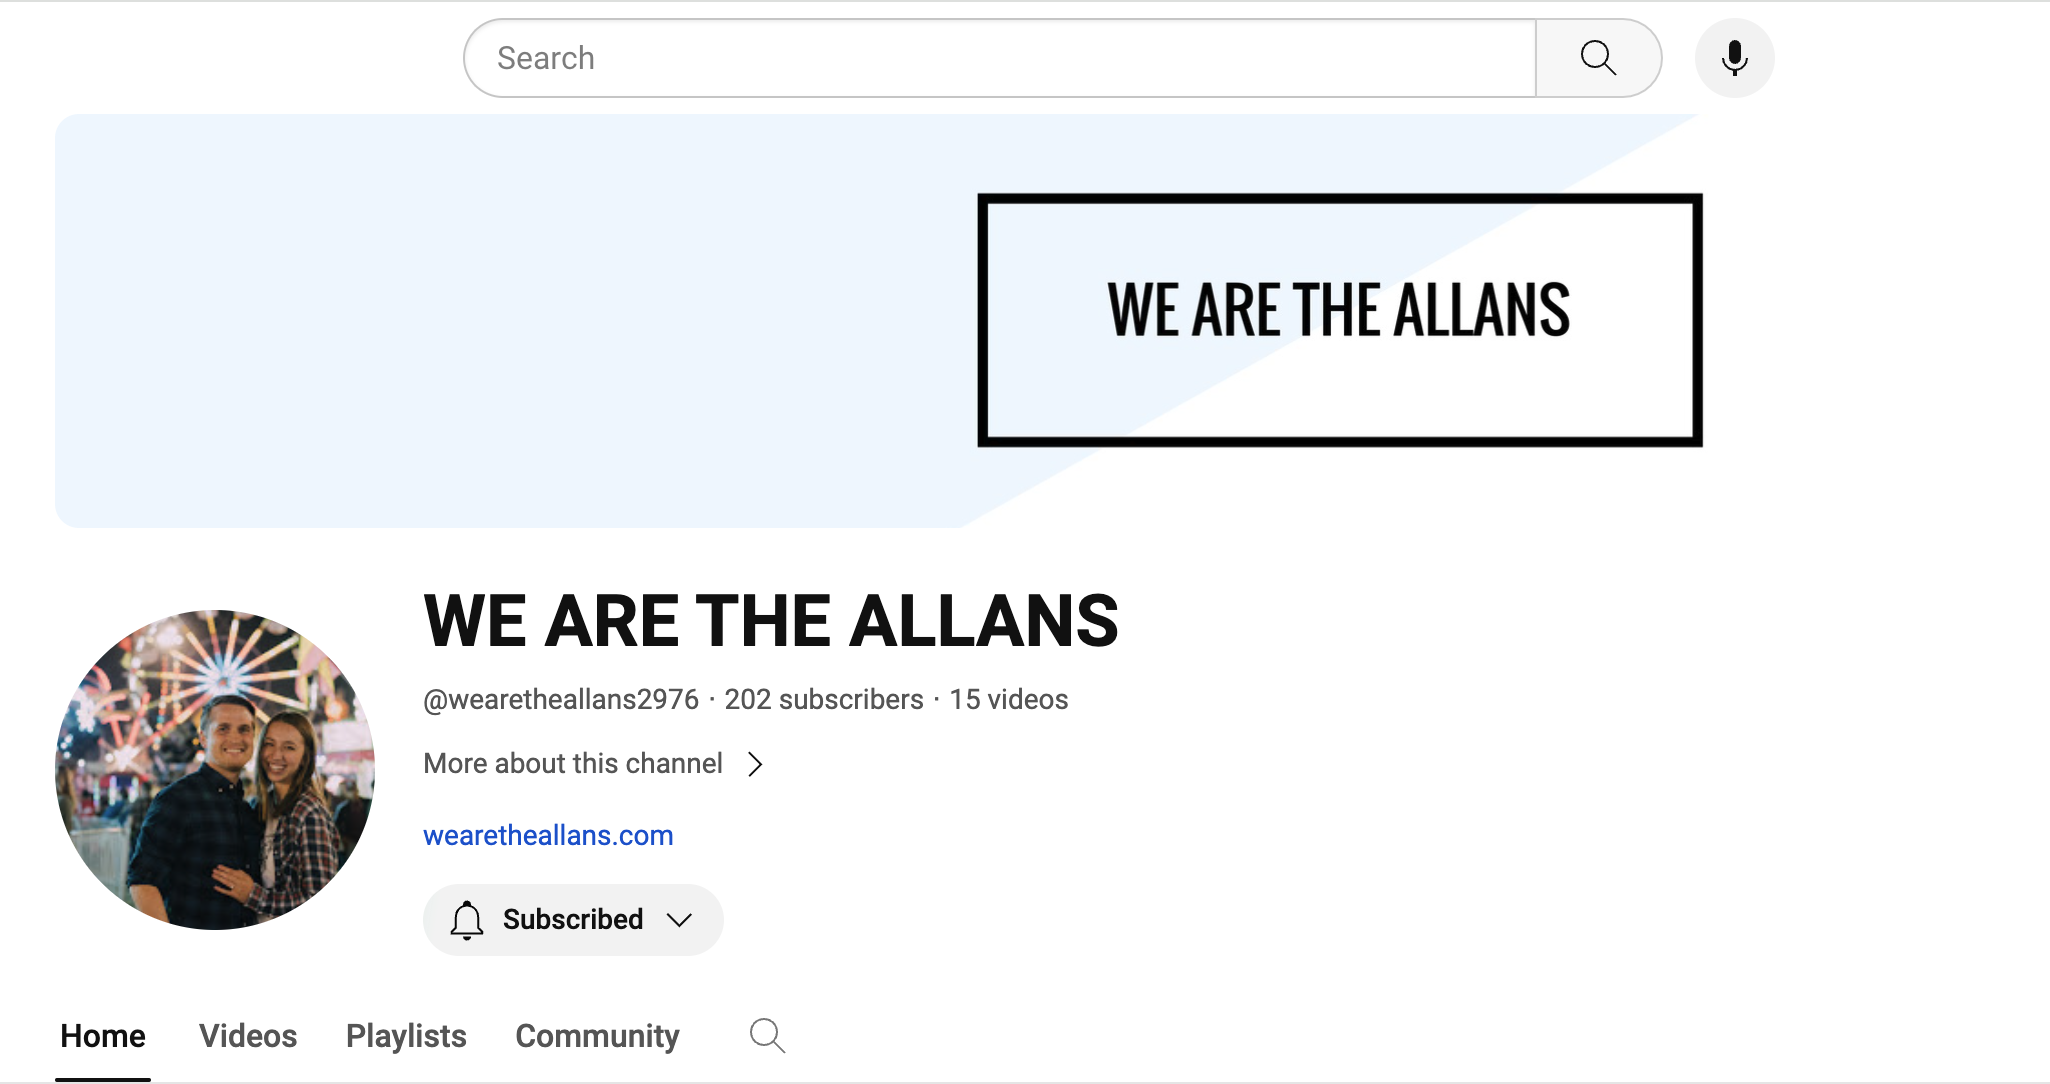 Search
WE ARE THE ALLANS
WE ARE THE ALLANS
@wearetheallans2976 · 202 subscribers · 15 videos
More about this channel
wearetheallans.com
Subscribed
Home Videos Playlists Community